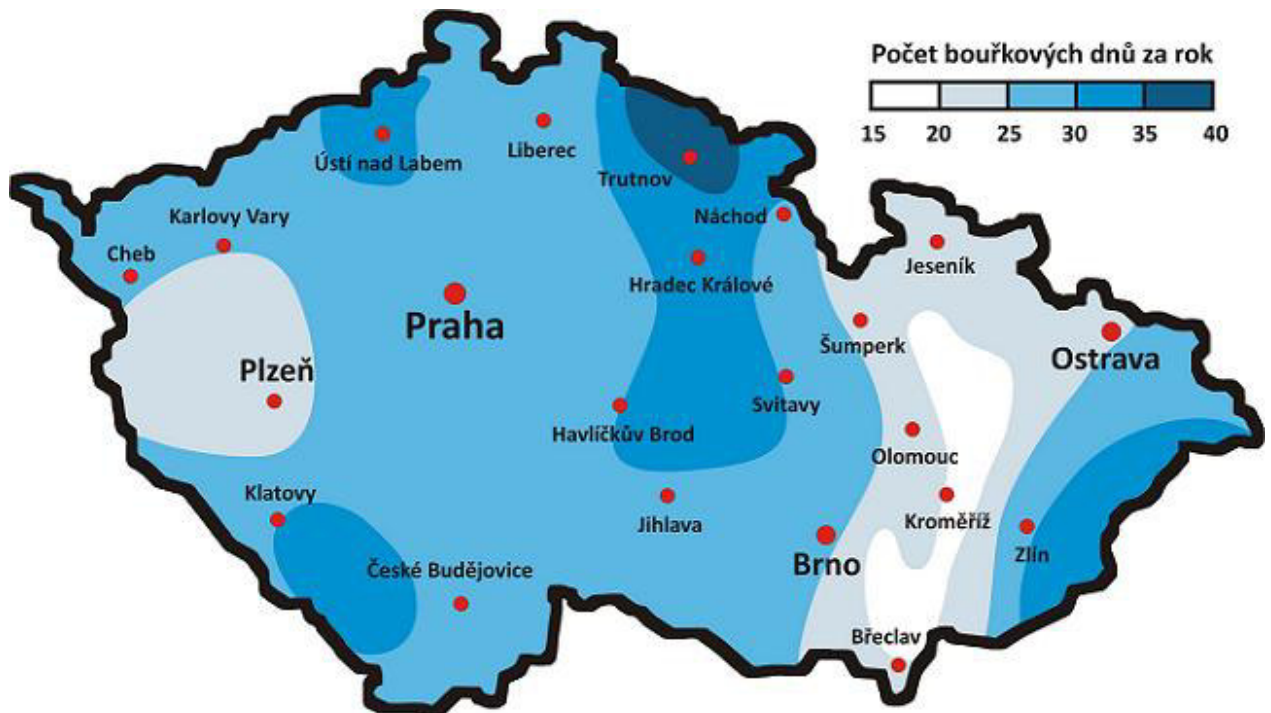 Počet bouřkových dnů za rok
15 20 25 30 35 40
Liberec
Ústí nad Labem
Trutnov
Náchod
Karlovy Vary
Cheb
Jeseník
Hradec Králové
Praha
Šumperk
Ostrava
Plzeň
Svitavy
Havlíčkův Brod
Olomouc
Klatovy
Jihlava
Kroměříž
Zlín
Brno
České Budějovice
Břeclav